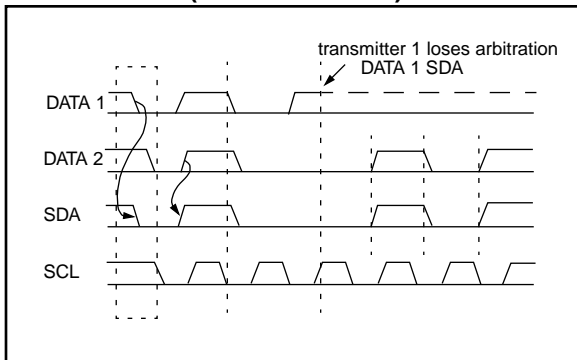 transmitter 1 loses arbitration
DATA 1 SDA
DATA 1
DATA 2
SDA
SCL